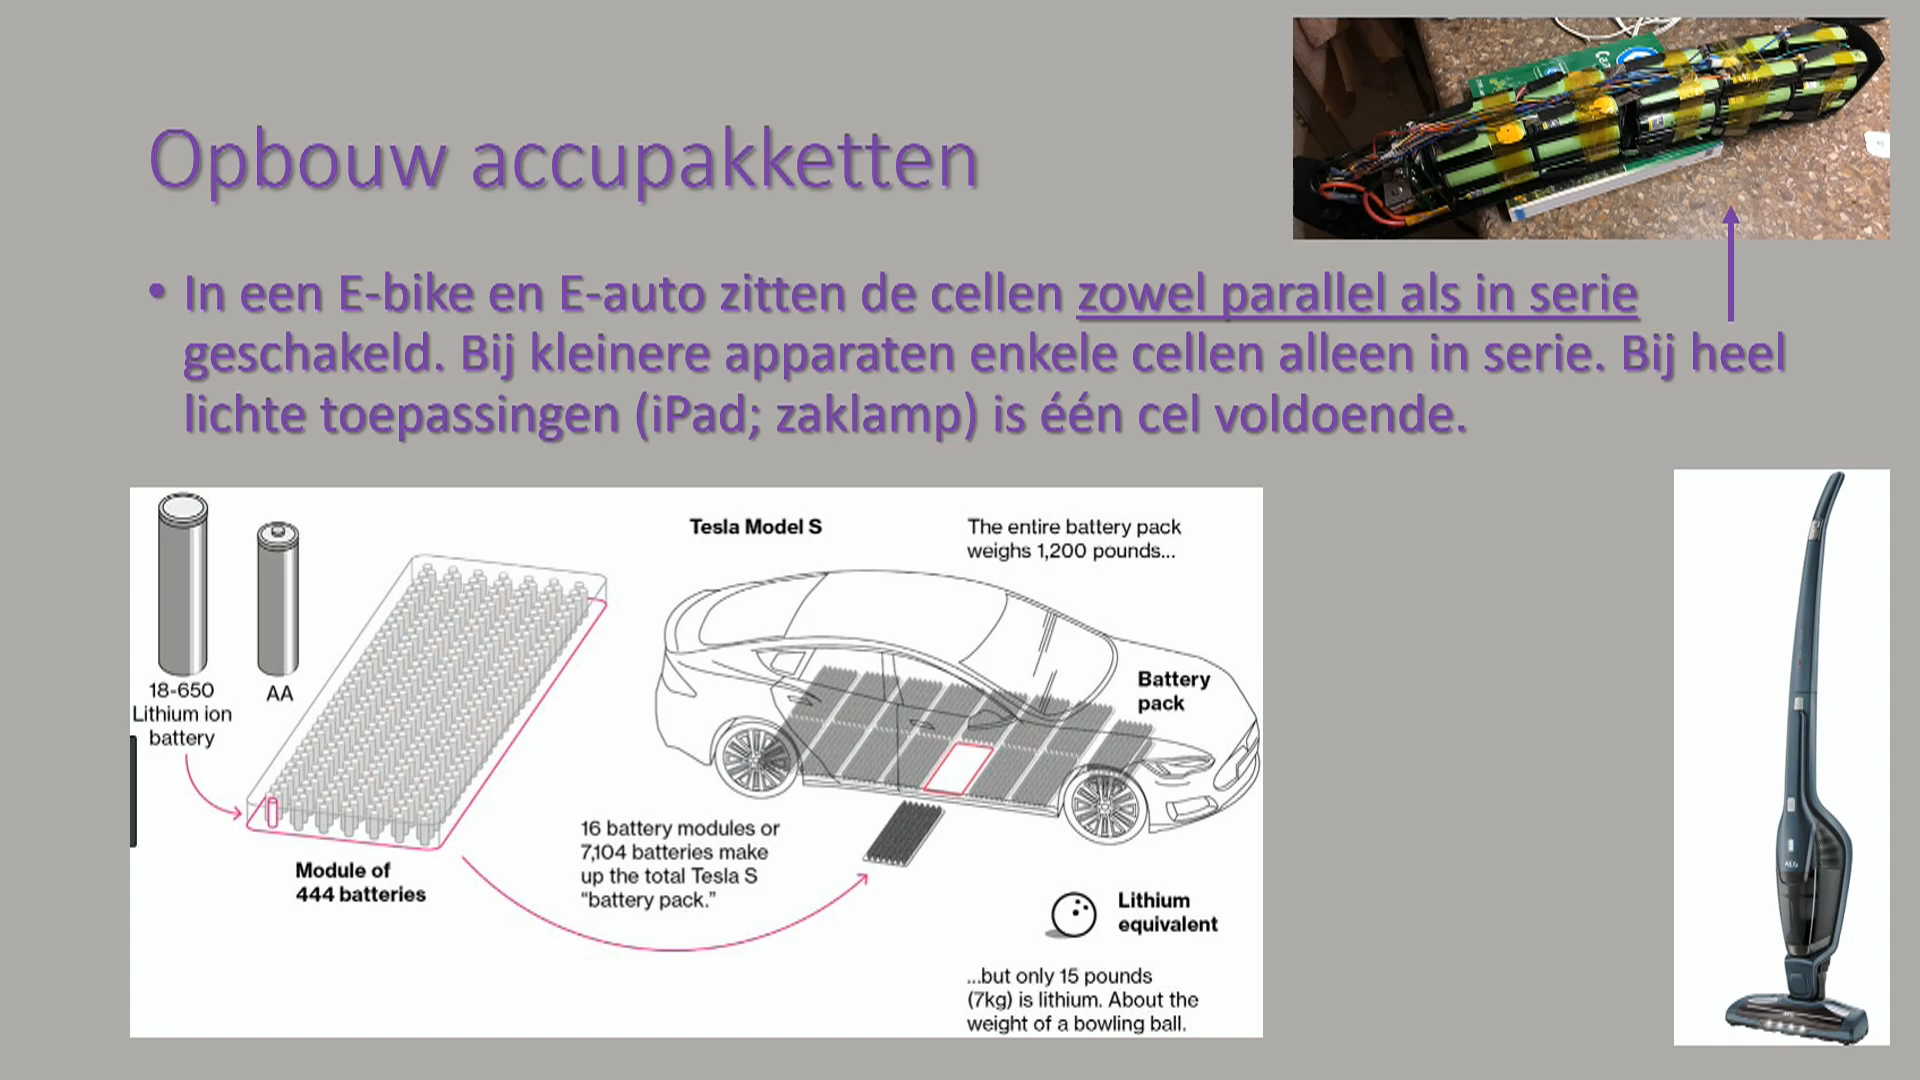 Opbouw accupakketten
• In een E-bike en E-auto zitten de cellen zowel parallel als in serie
geschakeld. Bij kleinere apparaten enkele cellen alleen in serie. Bij heel
lichte toepassingen (iPad; zaklamp) is één cel voldoende.
Tesla Model S
The entire battery pack
weighs 1,200 pounds...
18-650
Lithium ion
battery
AA
Battery
pack
16 battery modules or
7,104 batteries make
up the total Tesla S
“battery pack.”
Module of
444 batteries
Lithium
equivalent
...but only 15 pounds
(7kg) is lithium. About the
weight of a bowling ball.
AEG